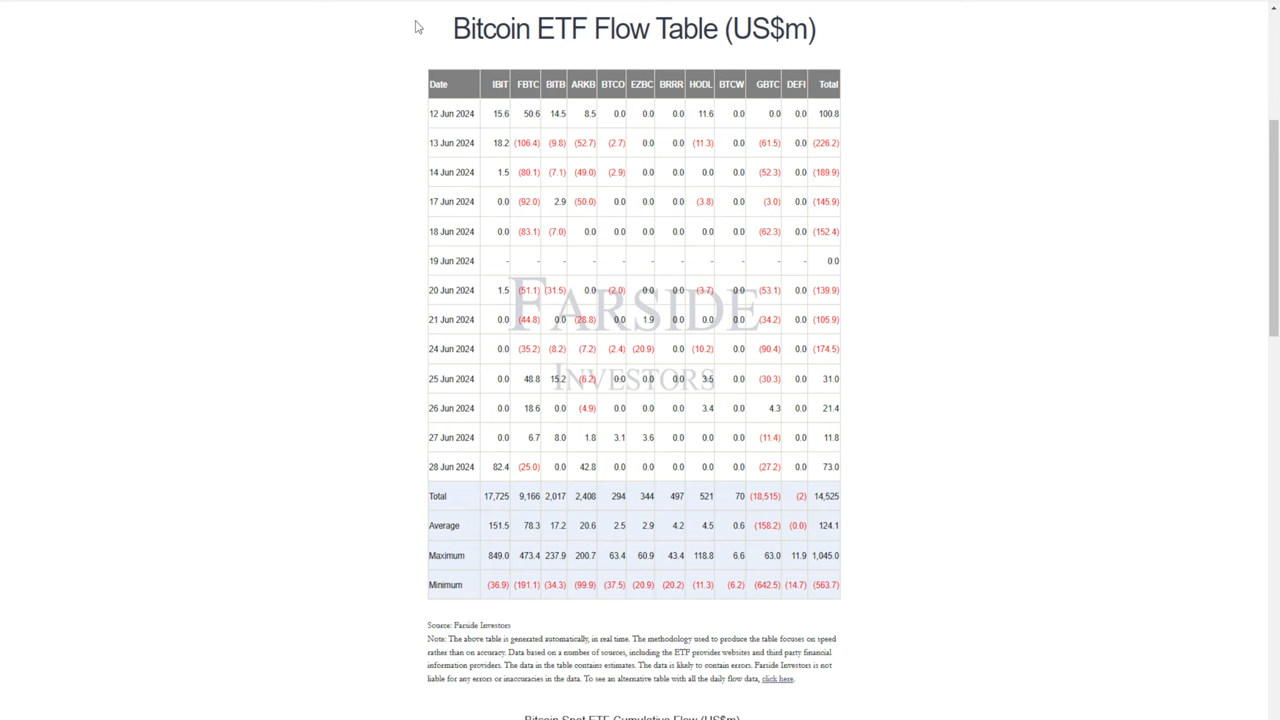 Bitcoin ETF Flow Table (US$m)
Date IBIT FBTC BITB ARKB BTCO EZBC BRRR HODL BTCW GBTC DEFI Total
12 Jun 2024 15.6 50.6 14.5 8.5 0.0 0.0 0.0 11.6 0.0 0.0 0.0 100.8
13 Jun 2024 18.2 (106.4) (9.8) (52.7) (2.7) 0.0 0.0 (11.3) 0.0 (61.5) 0.0 (226.2)
14 Jun 2024 1.5 (80.1) (7.1) (49.0) (2.9) 0.0 0.0 0.0 0.0 (52.3) 0.0 (189.9)
17 Jun 2024 0.0 (92.0) 2.9 (50.0) 0.0 0.0 0.0 (3.8) 0.0 (3.0) 0.0 (145.9)
18 Jun 2024 0.0 (83.1) (7.0) 0.0 0.0 0.0 0.0 0.0 0.0 (62.3) 0.0 (152.4)
19 Jun 2024 - - - - - - - - - - - 0.0
20 Jun 2024 1.5 (51.1) (31.5) 0.0 (2.0) 0.0 0.0 (3.7) 0.0 (53.1) 0.0 (139.9)
FARSIDE
21 Jun 2024 0.0 (44.8) 0.0 (28.8) 0.0 1.9 0.0 0.0 0.0 (34.2) 0.0 (105.9)
24 Jun 2024 0.0 (35.2) (8.2) (7.2) (2.4) (20.9) 0.0 (10.2) 0.0 (90.4) 0.0 (174.5)
25 Jun 2024 0.0 48.8 15.2 (6.2) 0.0 0.0 0.0 3.5 0.0 (30.3) 0.0 31.0
INVESTORS
26 Jun 2024 0.0 18.6 0.0 (4.9) 0.0 0.0 0.0 3.4 0.0 4.3 0.0 21.4
27 Jun 2024 0.0 6.7 8.0 1.8 3.1 3.6 0.0 0.0 0.0 (11.4) 0.0 11.8
28 Jun 2024 82.4 (25.0) 0.0 42.8 0.0 0.0 0.0 0.0 0.0 (27.2) 0.0 73.0
Total 17,725 9,166 2,017 2,408 294 344 497 521 70 (18,515) (2) 14,525
Average 151.5 78.3 17.2 20.6 2.5 2.9 4.2 4.5 0.6 (158.2) (0.0) 124.1
Maximum 849.0 473.4 237.9 200.7 63.4 60.9 43.4 118.8 6.6 63.0 11.9 1,045.0
Minimum (36.9) (191.1) (34.3) (99.9) (37.5) (20.9) (20.2) (11.3) (6.2) (642.5) (14.7) (563.7)
Source: Farside Investors
Note: The above table is generated automatically, in real time. The methodology used to produce the table focuses on speed
rather than on accuracy. Data based on a number of sources, including the ETF provider websites and third party financial
information providers. The data in the table contains estimates. The data is likely to contain errors. Farside Investors is not
liable for any errors or inaccuracies in the data. To see an alternative table with all the daily flow data, click here.
Bitcoin Spot ETF Cumulative Flow (US$m)